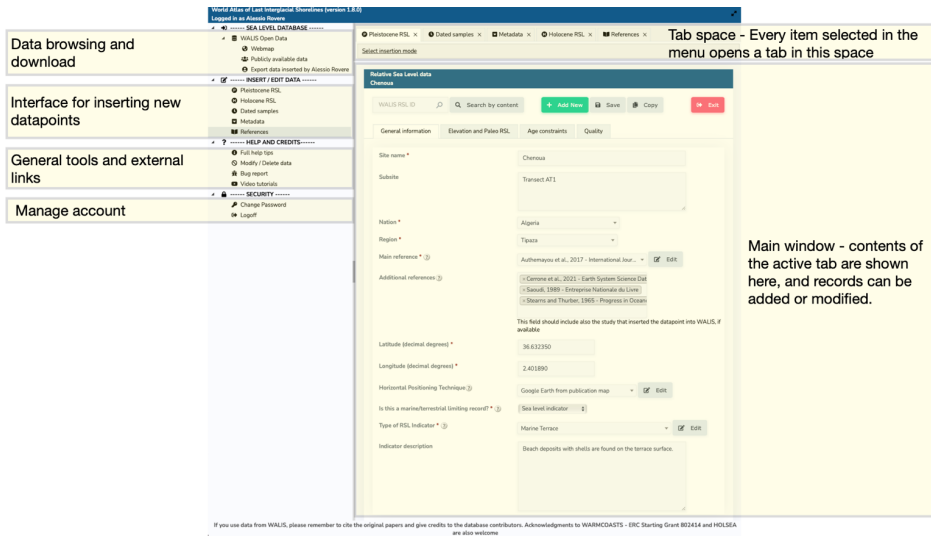 World Atlas of Last Interglacial Shorelines (version 1.8.0)
Logged in as Alessio Rovere
Data browsing and
download
Interface for inserting new
datapoints
General tools and external
links
Manage account
------ SEA LEVEL DATABASE ------
WALIS Open Data
Webmap
Publicly available data
Export data inserted by Alessio Rovere
------ INSERT / EDIT DATA ------
Pleistocene RSL
Holocene RSL
Dated samples
Metadata
References
------ HELP AND CREDITS------
Full help tips
Modify / Delete data
Bug report
Video tutorials
------ SECURITY ------
Change Password
Logoff
Pleistocene RSL × Dated samples × Metadata × Holocene RSL × References ×
Select insertion mode
Tab space - Every item selected in the
menu opens a tab in this space
Relative Sea Level data
Chenoua
WALIS RSL ID Search by content + Add New Save Copy Exit
General information Elevation and Paleo RSL Age constraints Quality
Site name * Chenoua
Subsite Transect AT1
Nation * Algeria
Region * Tipaza
Main reference * Authemayou et al., 2017 - International Jour... Edit
Additional references × Cerrone et al., 2021 - Earth System Science Dat
× Saoudi, 1989 - Entreprise Nationale du Livre
× Stearns and Thurber, 1965 - Progress in Ocean
This field should include also the study that inserted the datapoint into WALIS, if
available
Latitude (decimal degrees) * 36.632350
Longitude (decimal degrees) * 2.401890
Horizontal Positioning Technique Google Earth from publication map Edit
Is this a marine/terrestrial limiting record? * Sea level indicator
Type of RSL Indicator * Marine Terrace Edit
Indicator description Beach deposits with shells are found on the terrace surface.
Main window - contents of
the active tab are shown
here, and records can be
added or modified.
If you use data from WALIS, please remember to cite the original papers and give credits to the database contributors. Acknowledgments to WARMCOASTS - ERC Starting Grant 802414 and HOLSEA
are also welcome